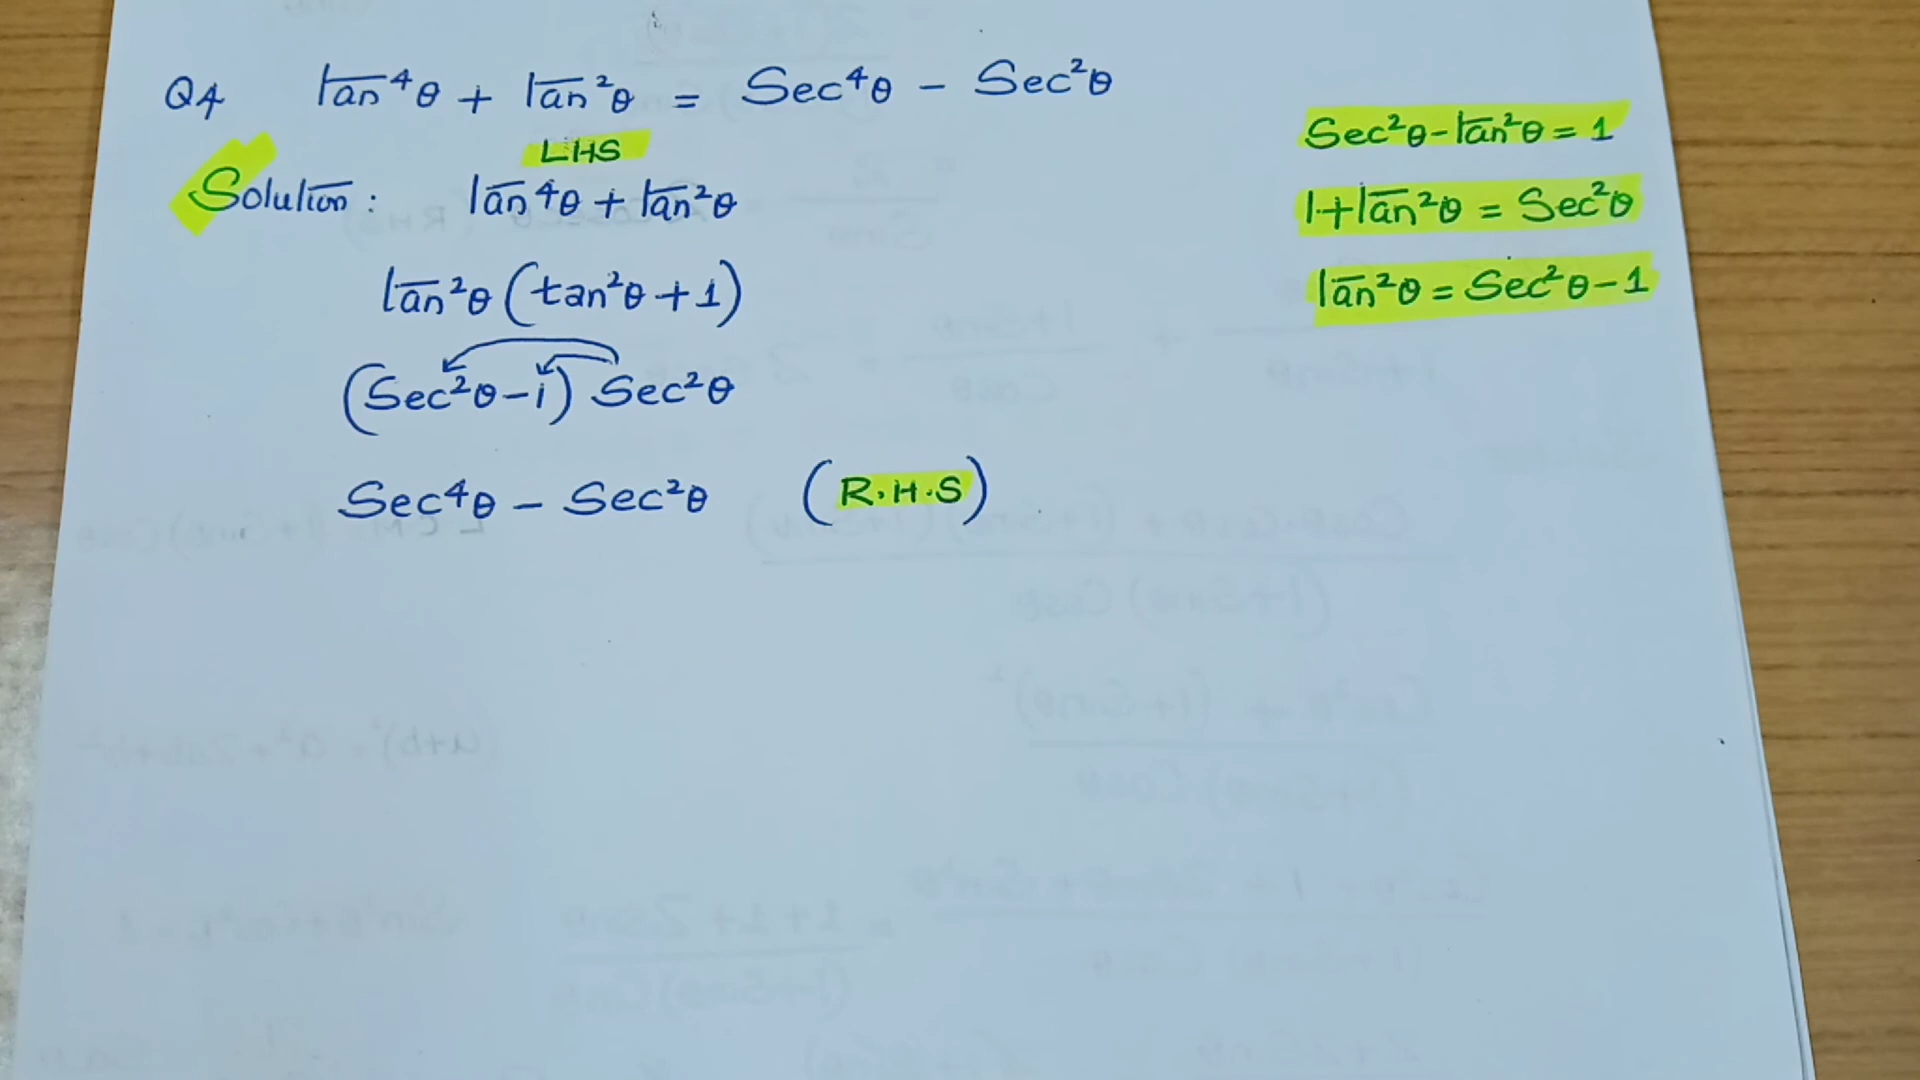 Q4 tan⁴θ + tan²θ = Sec⁴θ - Sec²θ
LHS
Solution : tan⁴θ + tan²θ
tan²θ (tan²θ + 1)
(Sec²θ - 1) Sec²θ
Sec⁴θ - Sec²θ (R.H.S)
Sec²θ - tan²θ = 1
1 + tan²θ = Sec²θ
tan²θ = Sec²θ - 1